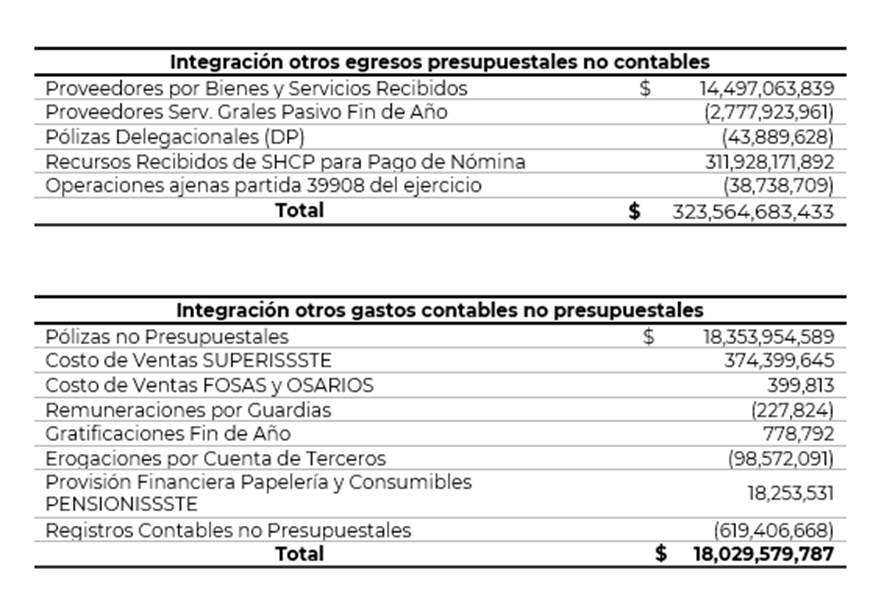 Integración otros egresos presupuestales no contables
Proveedores por Bienes y Servicios Recibidos $ 14,497,063,839
Proveedores Serv. Grales Pasivo Fin de Año (2,777,923,961)
Pólizas Delegacionales (DP) (43,889,628)
Recursos Recibidos de SHCP para Pago de Nómina 311,928,171,892
Operaciones ajenas partida 39908 del ejercicio (38,738,709)
Total $ 323,564,683,433
Integración otros gastos contables no presupuestales
Pólizas no Presupuestales $ 18,353,954,589
Costo de Ventas SUPERISSSTE 374,399,645
Costo de Ventas FOSAS y OSARIOS 399,813
Remuneraciones por Guardias (227,824)
Gratificaciones Fin de Año 778,792
Erogaciones por Cuenta de Terceros (98,572,091)
Provisión Financiera Papelería y Consumibles
PENSIONISSSTE 18,253,531
Registros Contables no Presupuestales (619,406,668)
Total $ 18,029,579,787